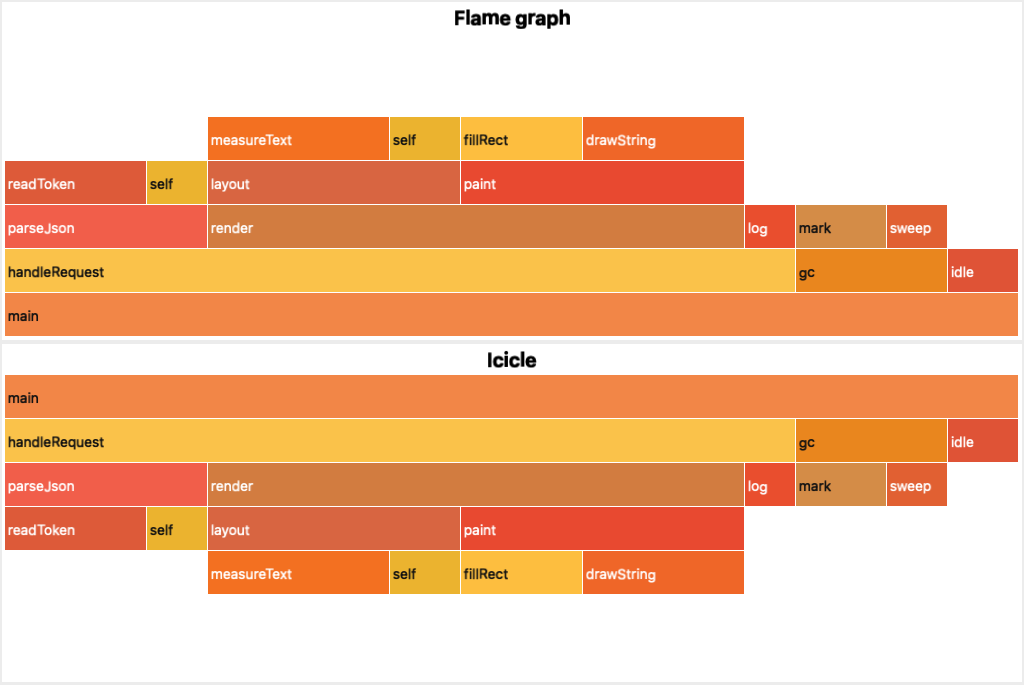 Flame graph
measureText self fillRect drawString
readToken self layout paint
parseJson render log mark sweep
handleRequest gc idle
main
Icicle
main
handleRequest gc idle
parseJson render log mark sweep
readToken self layout paint
measureText self fillRect drawString